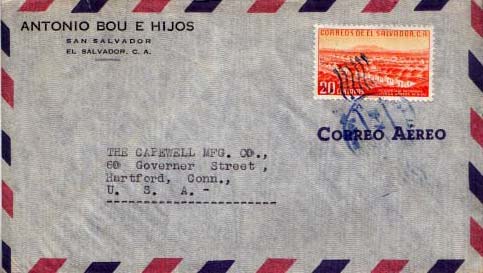 ANTONIO BOU E HIJOS
SAN SALVADOR
EL SALVADOR, C. A.
CORREOS DE EL SALVADOR, C.A.
20
CORREO AEREO
THE CAPEWELL MFG. CO.,
60 Governer Street,
Hartford, Conn.,
U. S. A. -